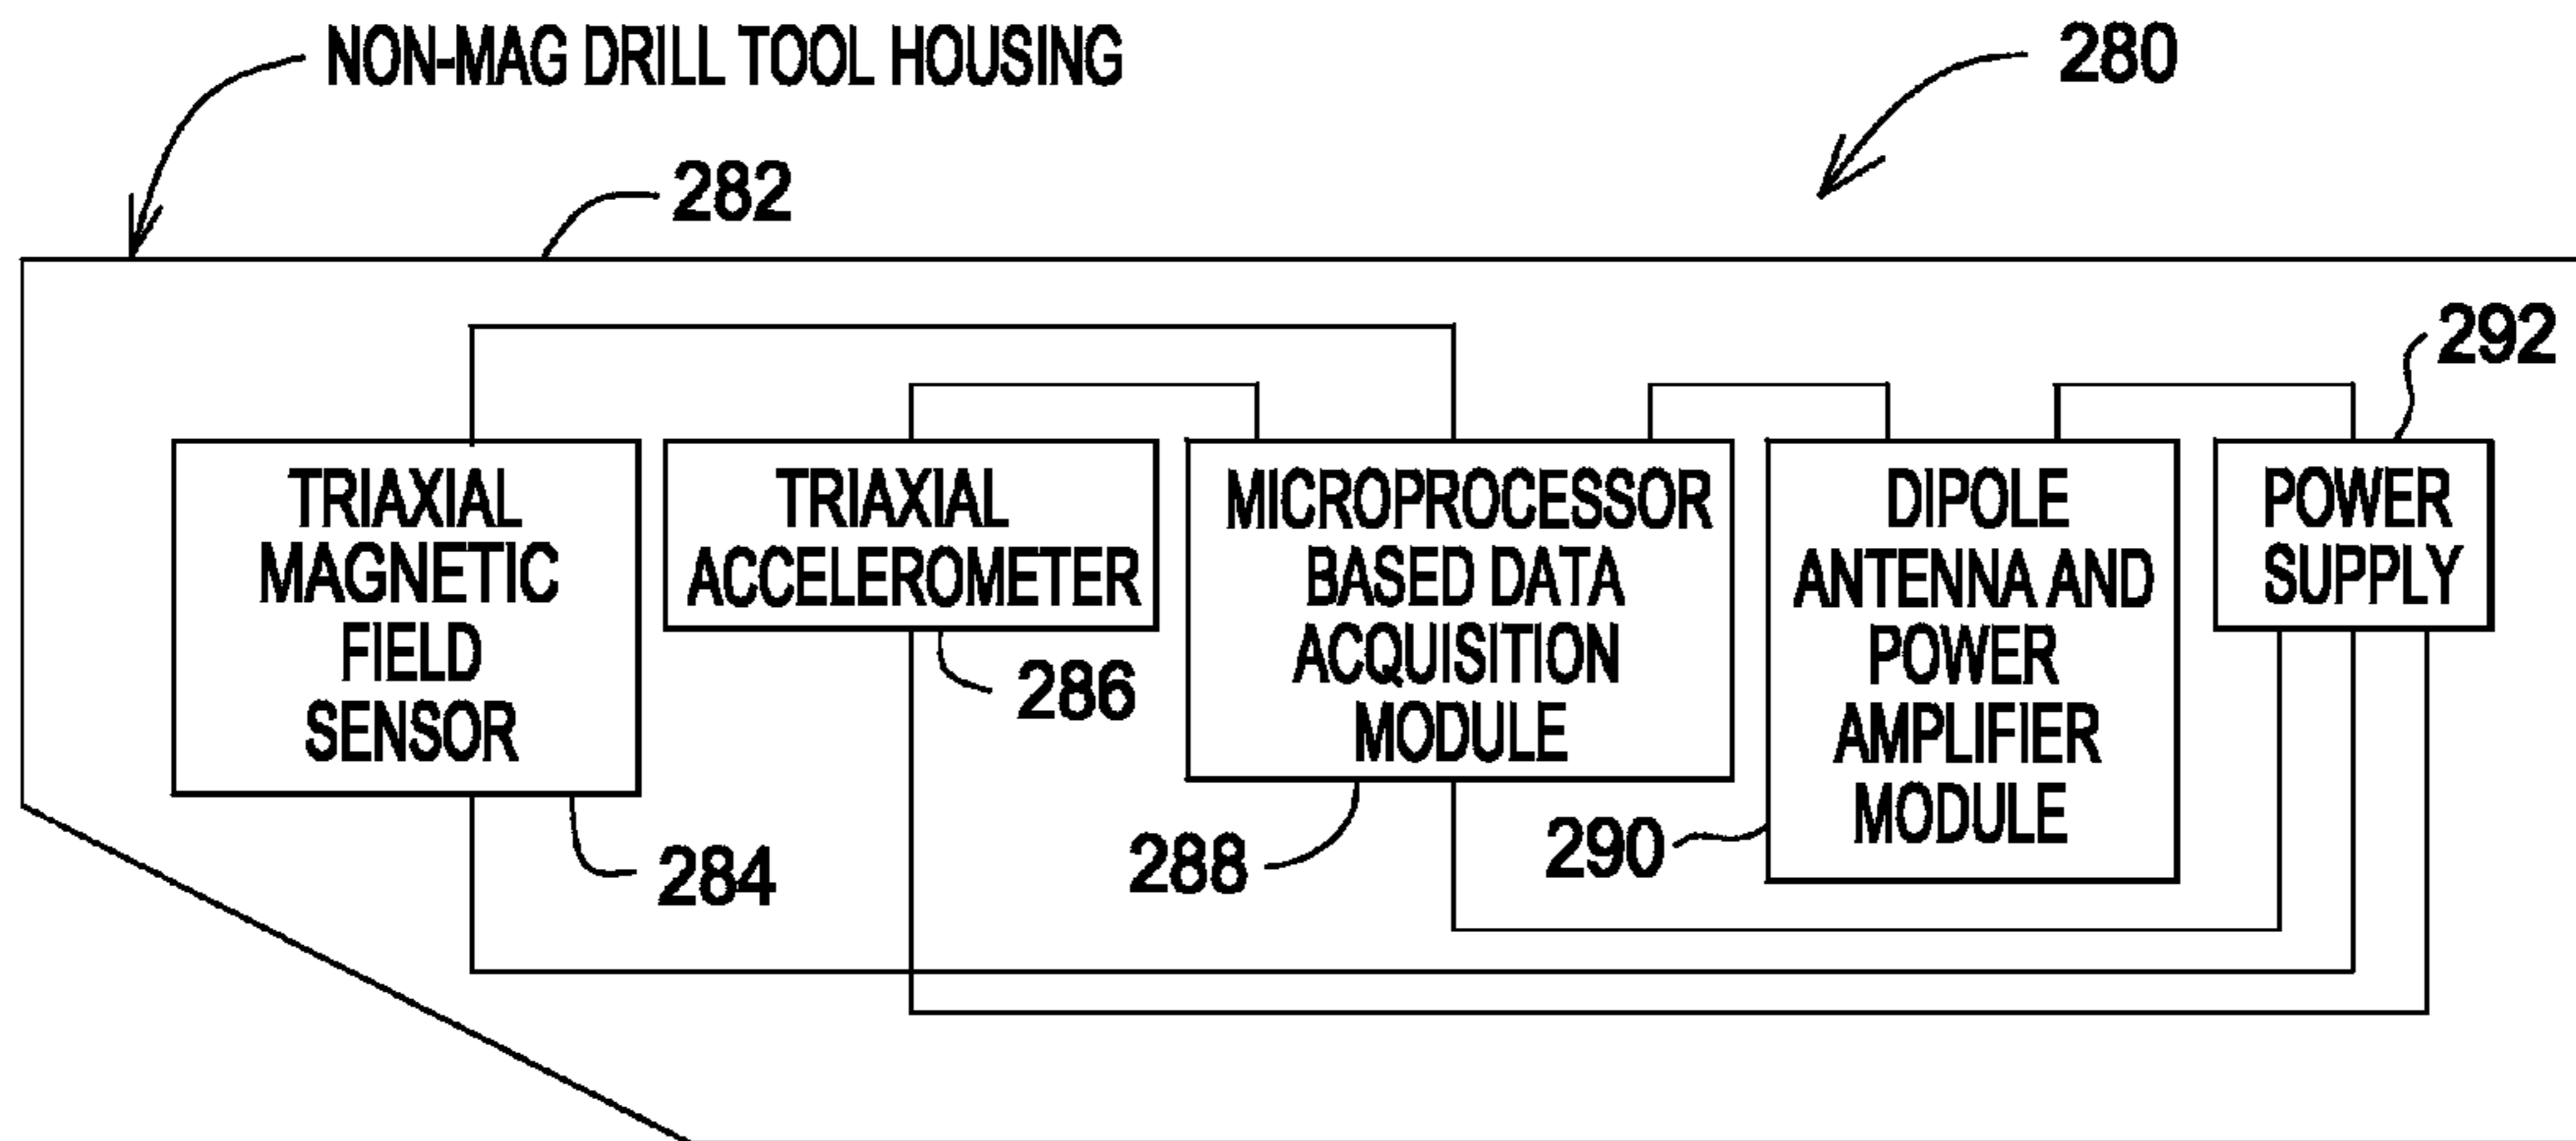 NON-MAG DRILL TOOL HOUSING
280
282
292
TRIAXIAL
MAGNETIC
FIELD
SENSOR
284
TRIAXIAL
ACCELEROMETER
286
MICROPROCESSOR
BASED DATA
ACQUISITION
MODULE
288
DIPOLE
ANTENNA AND
POWER
AMPLIFIER
MODULE
290
POWER
SUPPLY